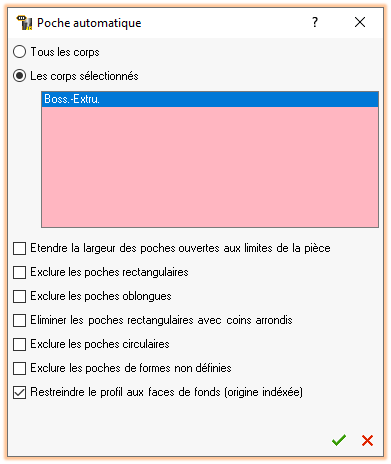 Poche automatique
?
Tous les corps
Les corps sélectionnés
Boss.-Extru.
Etendre la largeur des poches ouvertes aux limites de la pièce
Exclure les poches rectangulaires
Exclure les poches oblongues
Eliminer les poches rectangulaires avec coins arrondis
Exclure les poches circulaires
Exclure les poches de formes non définies
Restreindre le profil aux faces de fonds (origine indéxée)